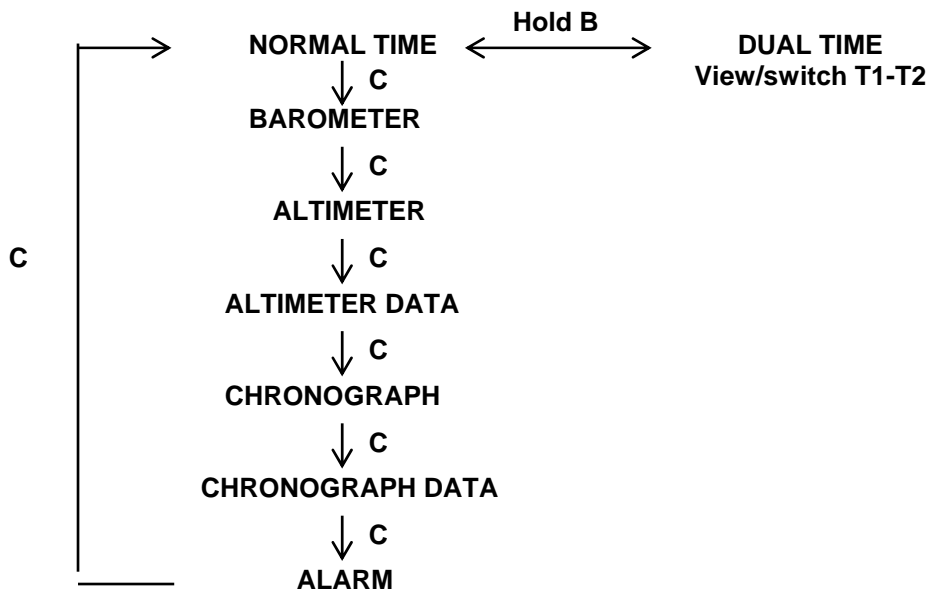 Hold B
NORMAL TIME
DUAL TIME
View/switch T1-T2
C
BAROMETER
C
ALTIMETER
C
C
ALTIMETER DATA
C
CHRONOGRAPH
C
CHRONOGRAPH DATA
C
ALARM